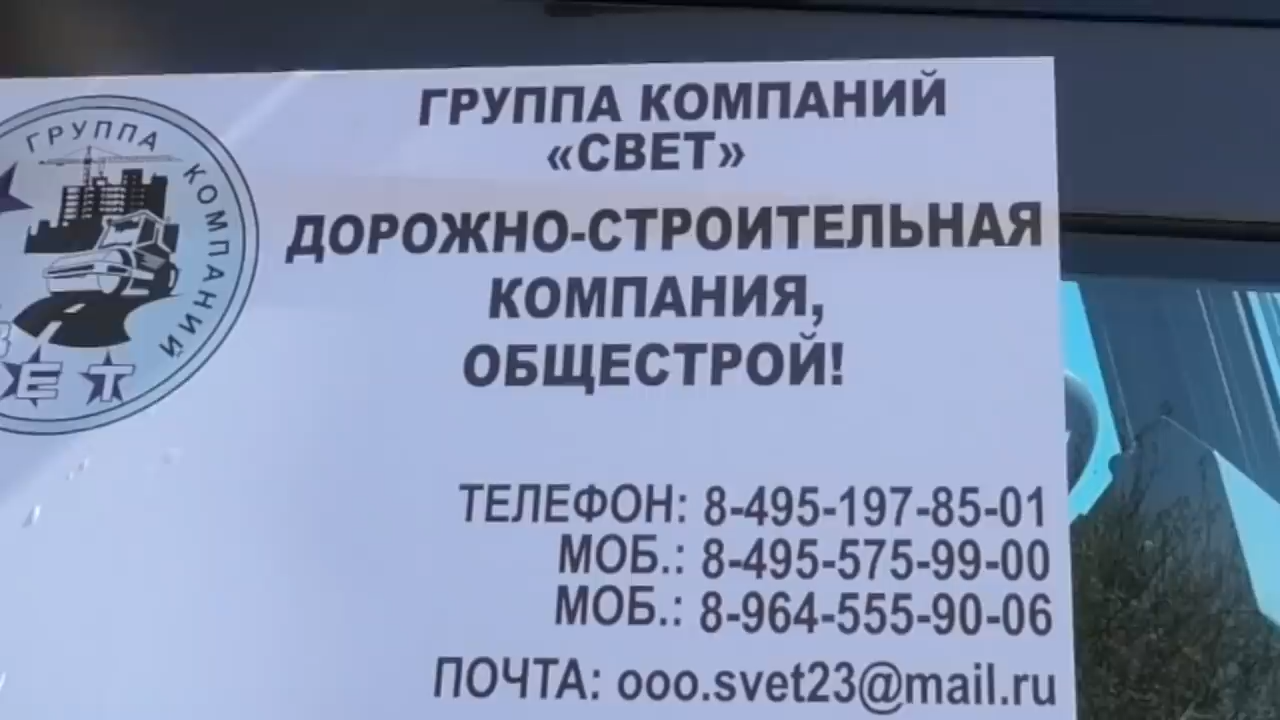 ГРУППА КОМПАНИЙ
«СВЕТ»
ДОРОЖНО-СТРОИТЕЛЬНАЯ
КОМПАНИЯ,
ОБЩЕСТРОЙ!
ТЕЛЕФОН: 8-495-197-85-01
МОБ.: 8-495-575-99-00
МОБ.: 8-964-555-90-06
ПОЧТА: ooo.svet23@mail.ru
ГРУППА КОМПАНИЙ
ВЕТ